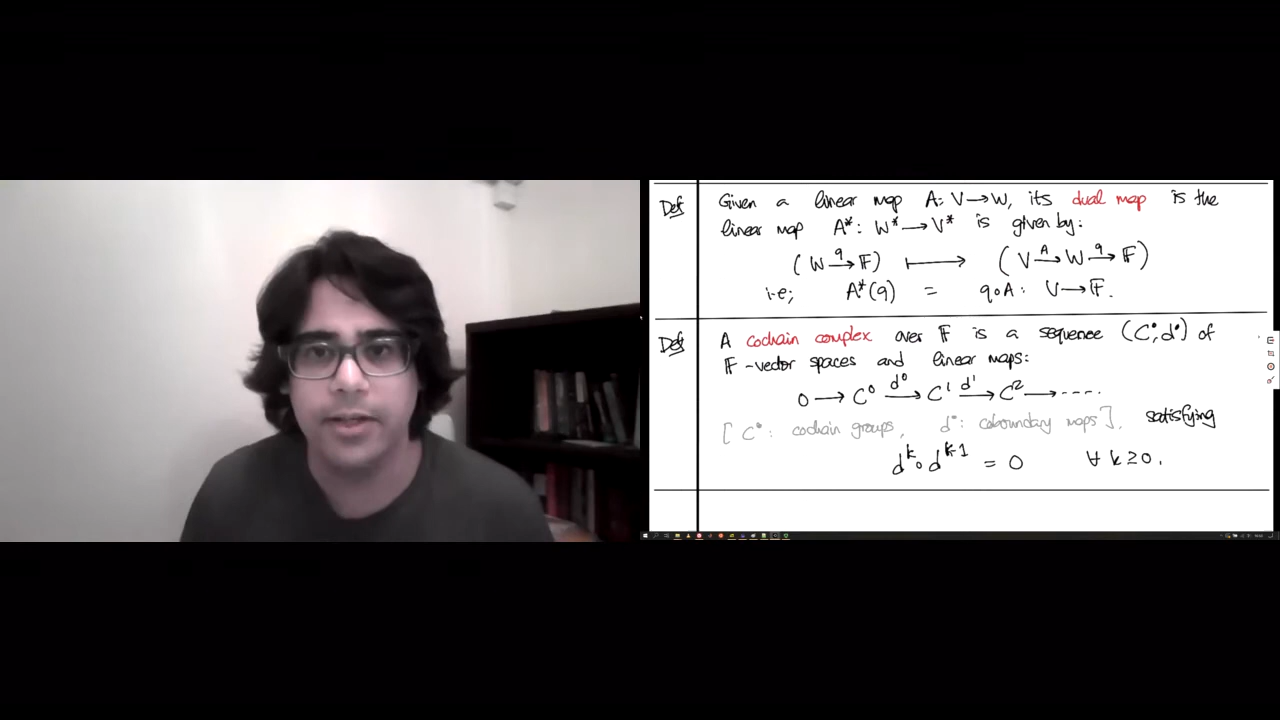 Def Given a linear map A: V → W, its dual map is the
linear map A*: W* → V* is given by:
( W →^q 𝔽 ) ⟼ ( V →^A W →^q 𝔽 )
i.e; A*(q) = q∘A : V → 𝔽.
Def A cochain complex over 𝔽 is a sequence (C•, d•) of
𝔽-vector spaces and linear maps:
0 → C⁰ →^d⁰ C¹ →^d¹ C² → ....
[ C•: cochain groups, d•: coboundary maps ], satisfying
dᵏ∘dᵏ⁻¹ = 0 ∀ k ≥ 0.